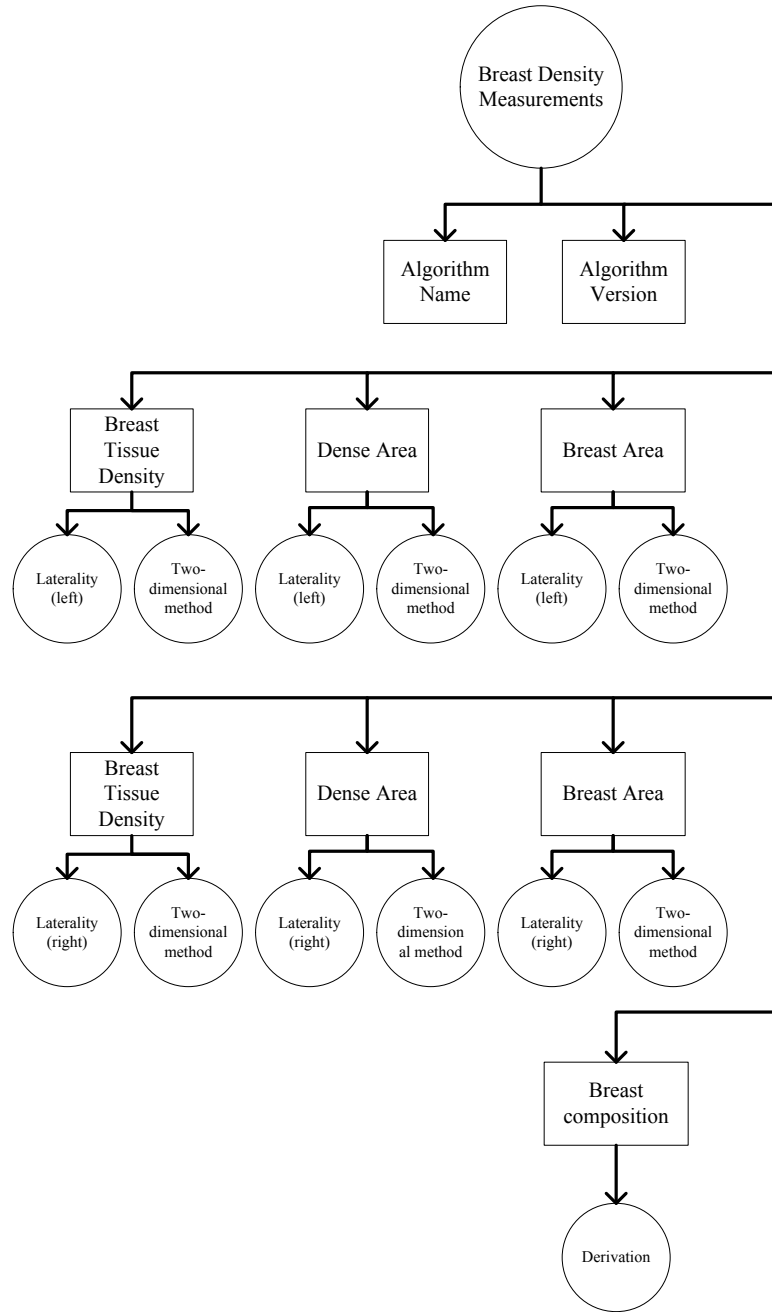 Breast Density
Measurements
Algorithm
Name
Algorithm
Version
Breast
Tissue
Density
Dense Area
Breast Area
Laterality
(left)
Two-
dimensional
method
Laterality
(left)
Two-
dimensional
method
Laterality
(left)
Two-
dimensional
method
Breast
Tissue
Density
Dense Area
Breast Area
Laterality
(right)
Two-
dimensional
method
Laterality
(right)
Two-
dimension
al method
Laterality
(right)
Two-
dimensional
method
Breast
composition
Derivation